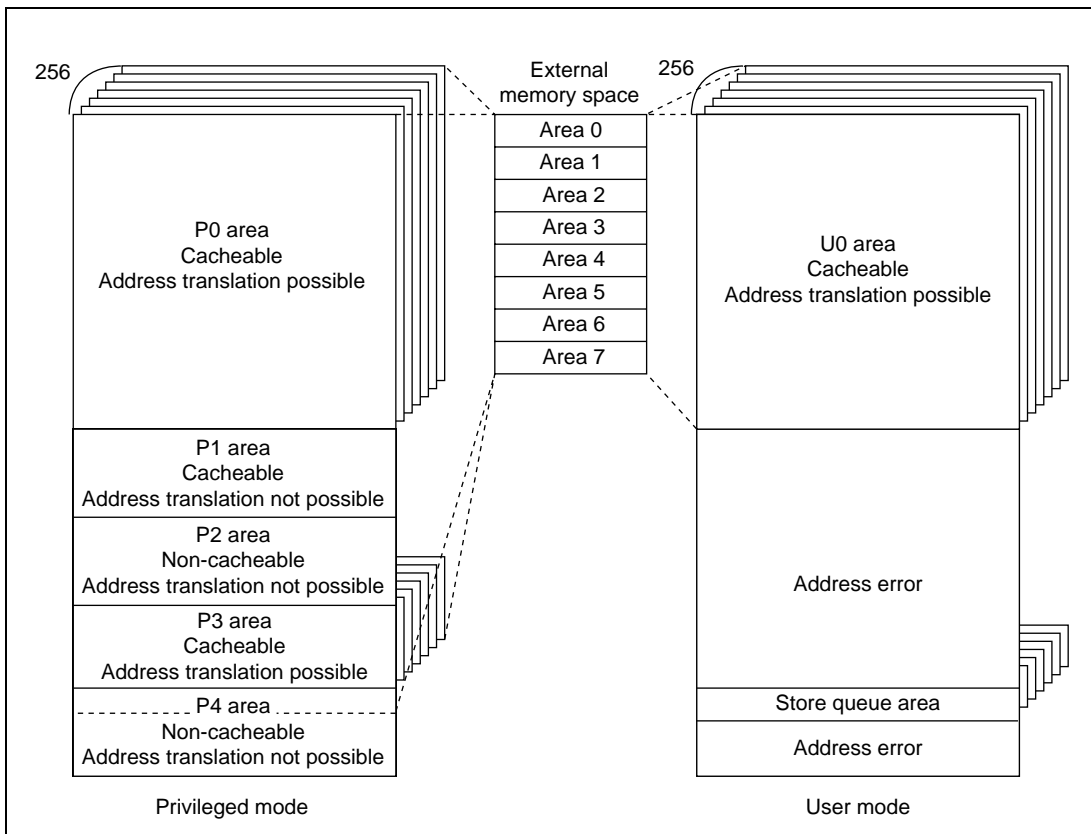 256
External
memory space
256
Area 0
Area 1
Area 2
Area 3
Area 4
Area 5
Area 6
Area 7
P0 area
Cacheable
Address translation possible
U0 area
Cacheable
Address translation possible
P1 area
Cacheable
Address translation not possible
P2 area
Non-cacheable
Address translation not possible
P3 area
Cacheable
Address translation possible
P4 area
Non-cacheable
Address translation not possible
Address error
Store queue area
Address error
Privileged mode
User mode